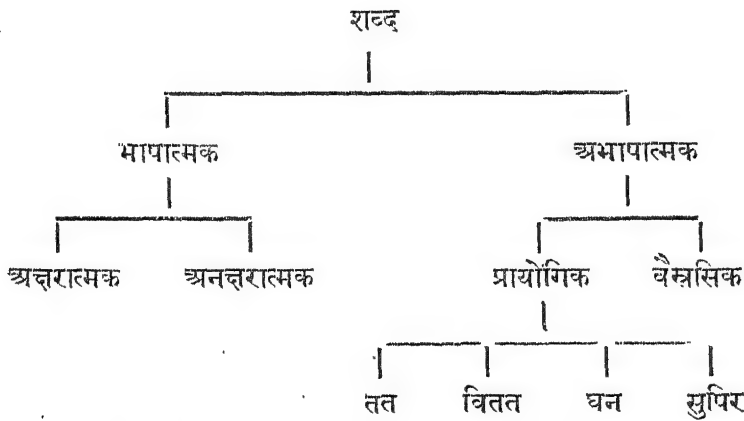 शब्द
भाषात्मक अभाषात्मक
अक्षरात्मक अनक्षरात्मक प्रायोगिक वैस्रसिक
तत वितत घन सुषिर